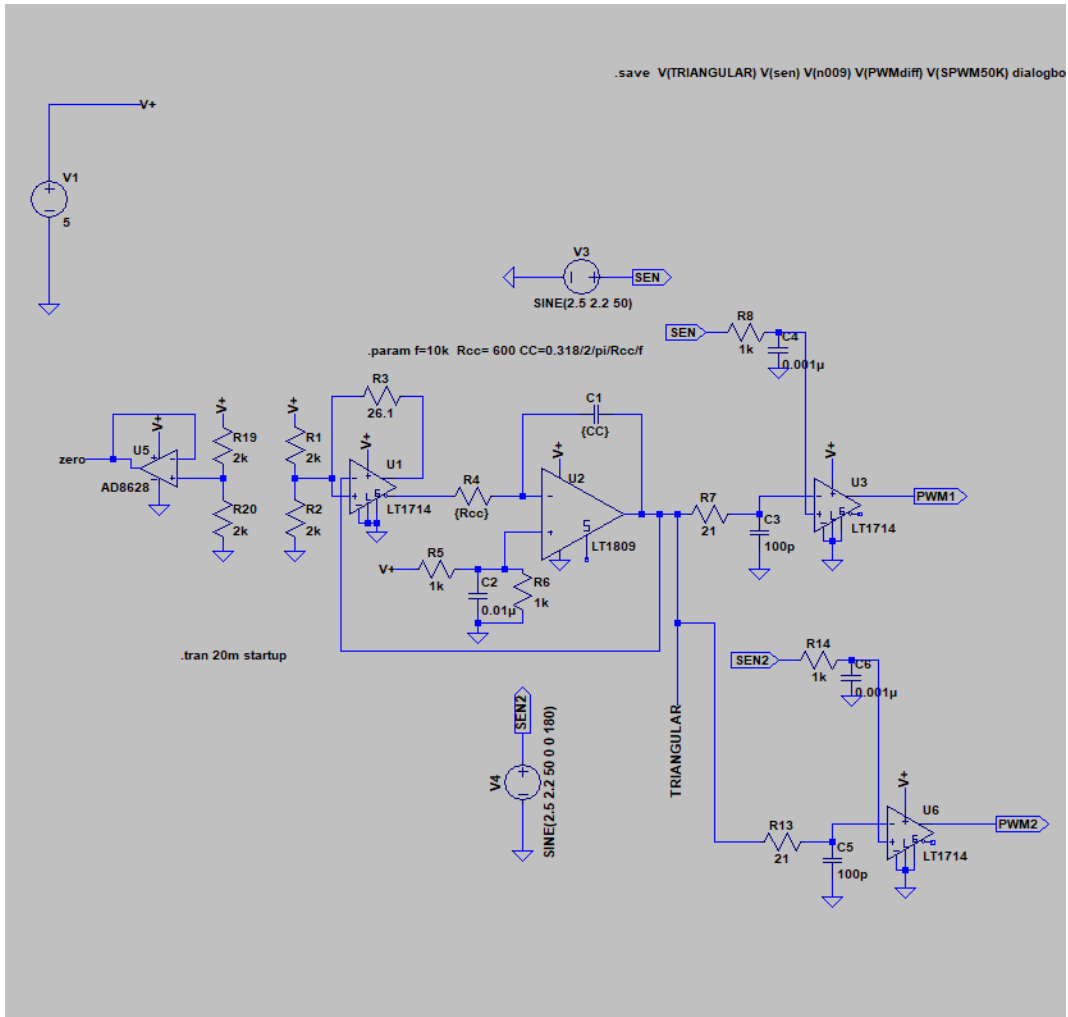 .save V(TRIANGULAR) V(sen) V(n009) V(PWMdiff) V(SPWM50K) dialogbo
V+
V1
5
V3
SEN
SINE(2.5 2.2 50)
SEN
R8
1k
C4
0.001µ
.param f=10k Rcc= 600 CC=0.318/2/pi/Rcc/f
R3
26.1
C1
{CC}
V+
V+
V+
V+
V+
V+
U5
zero
AD8628
R19
2k
R20
2k
R1
2k
R2
2k
U1
LT1714
R4
{Rcc}
U2
LT1809
R7
21
C3
100p
U3
LT1714
PWM1
V+
R5
1k
C2
0.01µ
R6
1k
.tran 20m startup
SEN2
V4
SINE(2.5 2.2 50 0 0 180)
TRIANGULAR
SEN2
R14
1k
C6
0.001µ
V+
R13
21
C5
100p
U6
LT1714
PWM2